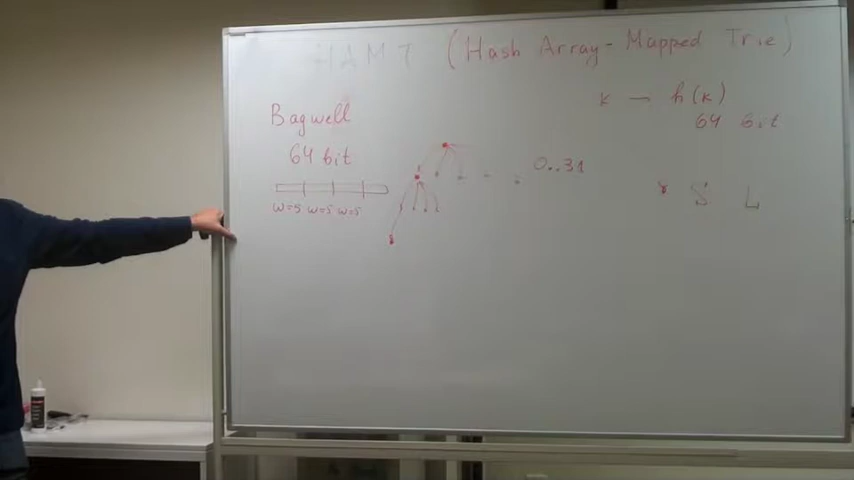 HAMT (Hash Array-Mapped Trie)
k → h(k)
64 bit
Bagwell
64 bit
w=5 w=5 w=5
0..31
* S L